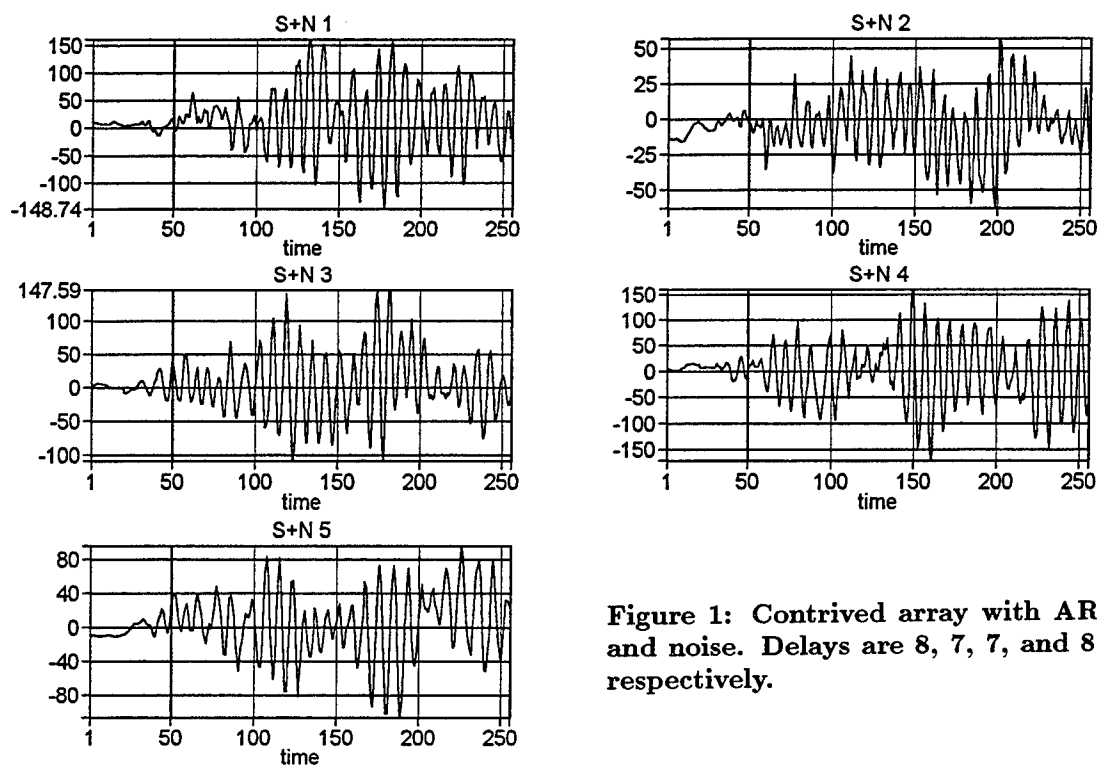 S+N 1
150
100
50
0
-50
-100
-148.74
1 50 100 150 200 250
time
S+N 2
50
25
0
-25
-50
1 50 100 150 200 250
time
S+N 3
147.59
100
50
0
-50
-100
1 50 100 150 200 250
time
S+N 4
150
100
50
0
-50
-100
-150
1 50 100 150 200 250
time
S+N 5
80
40
0
-40
-80
1 50 100 150 200 250
time
Figure 1: Contrived array with AR
and noise. Delays are 8, 7, 7, and 8
respectively.